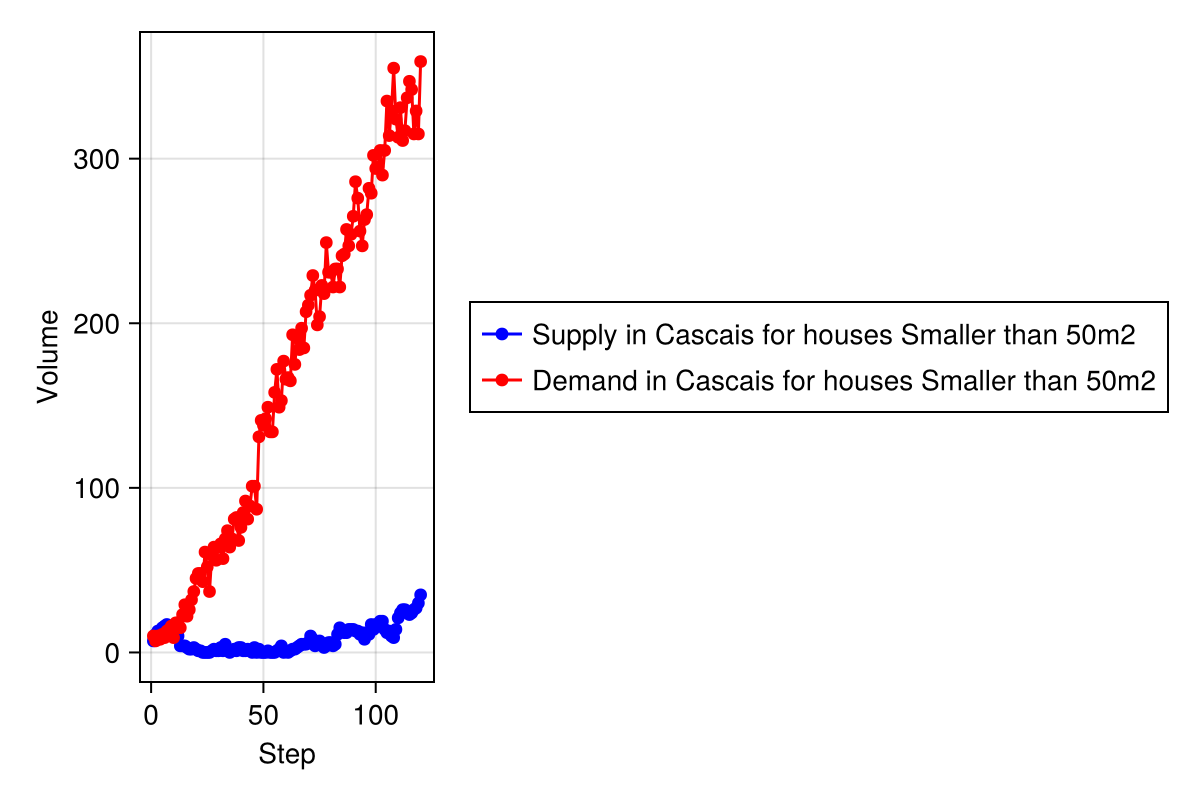 300
200
100
0
Volume
0 50 100
Step
Supply in Cascais for houses Smaller than 50m2
Demand in Cascais for houses Smaller than 50m2